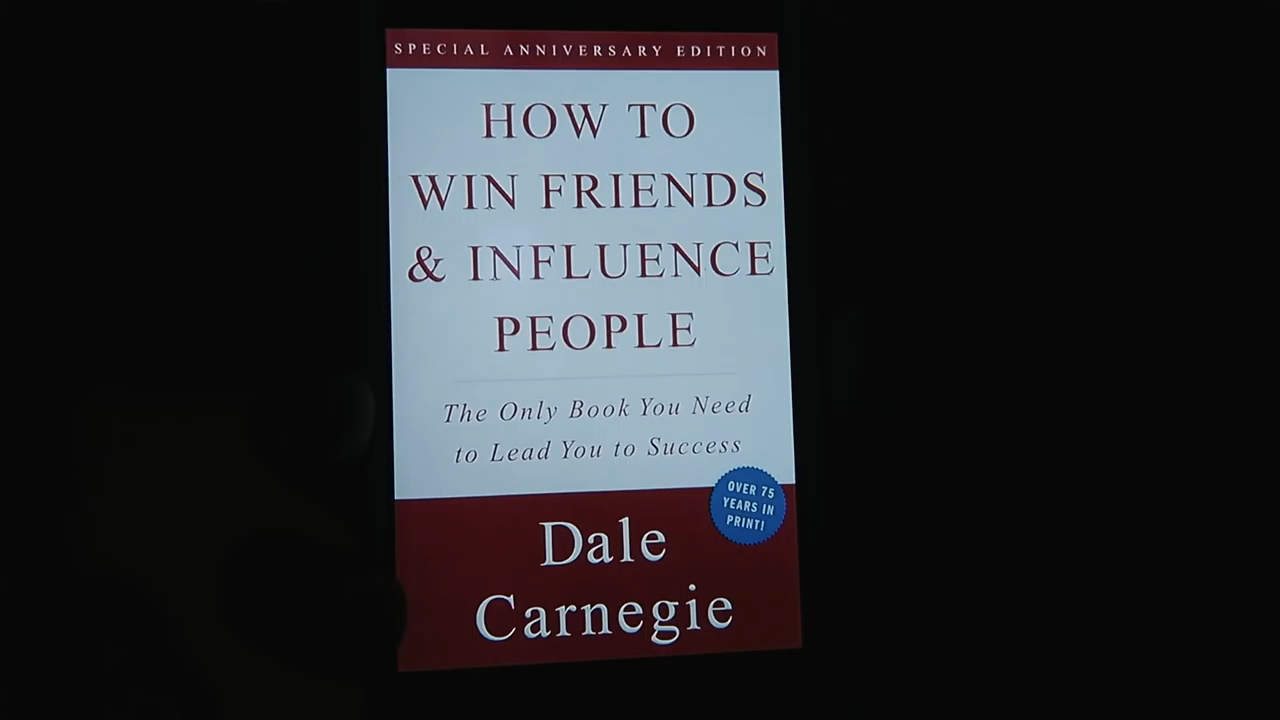 SPECIAL ANNIVERSARY EDITION
HOW TO
WIN FRIENDS
& INFLUENCE
PEOPLE
The Only Book You Need
to Lead You to Success
OVER 75
YEARS IN
PRINT!
Dale
Carnegie